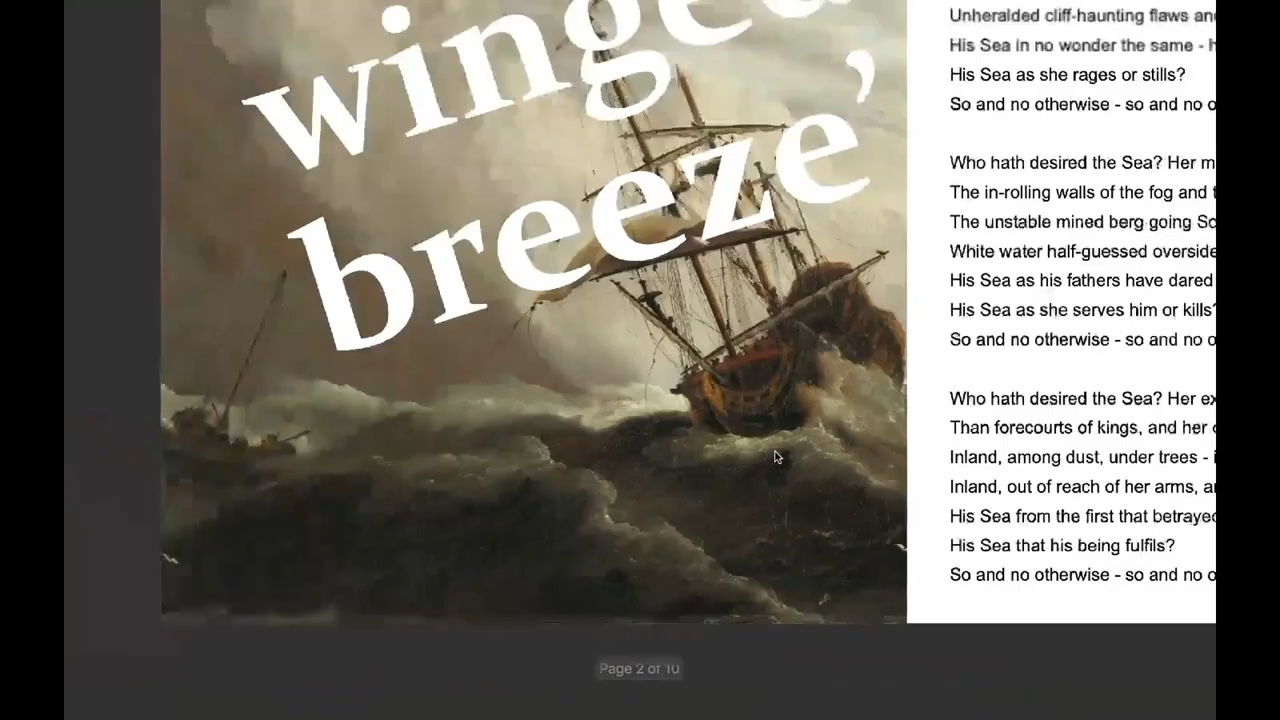 winge
breeze,
Unheralded cliff-haunting flaws an
His Sea in no wonder the same - h
His Sea as she rages or stills?
So and no otherwise - so and no o
Who hath desired the Sea? Her m
The in-rolling walls of the fog and t
The unstable mined berg going So
White water half-guessed overside
His Sea as his fathers have dared
His Sea as she serves him or kills?
So and no otherwise - so and no o
Who hath desired the Sea? Her ex
Than forecourts of kings, and her
Inland, among dust, under trees - i
Inland, out of reach of her arms, a
His Sea from the first that betrayed
His Sea that his being fulfils?
So and no otherwise - so and no o
Page 2 of 10